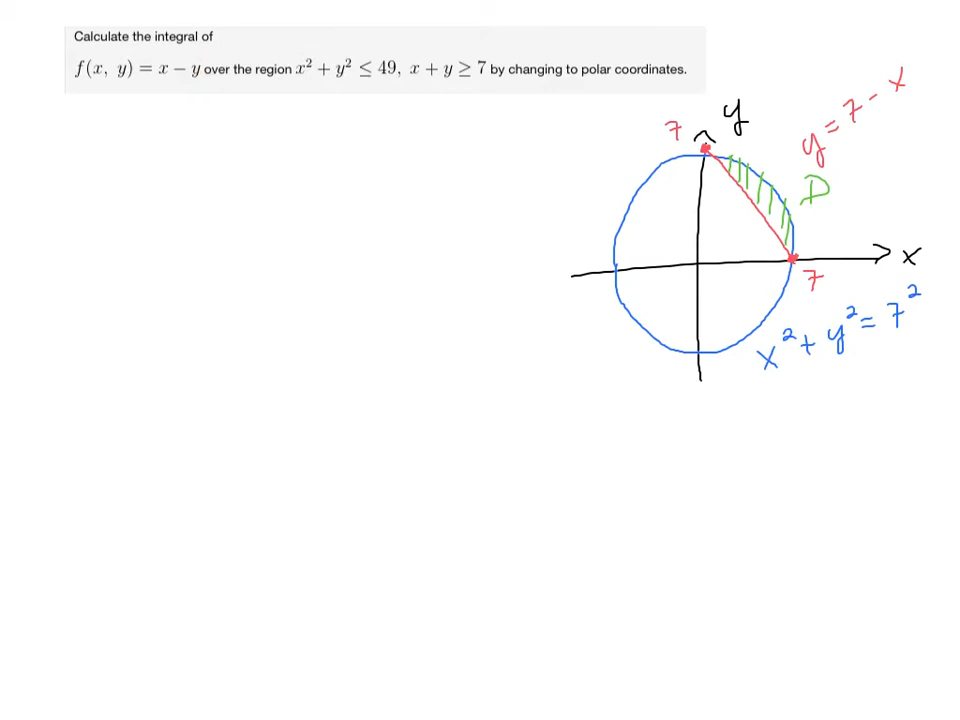 Calculate the integral of
f(x, y) = x − y over the region x² + y² ≤ 49, x + y ≥ 7 by changing to polar coordinates.
y = 7 - x
7 y
D
x
7
x² + y² = 7²